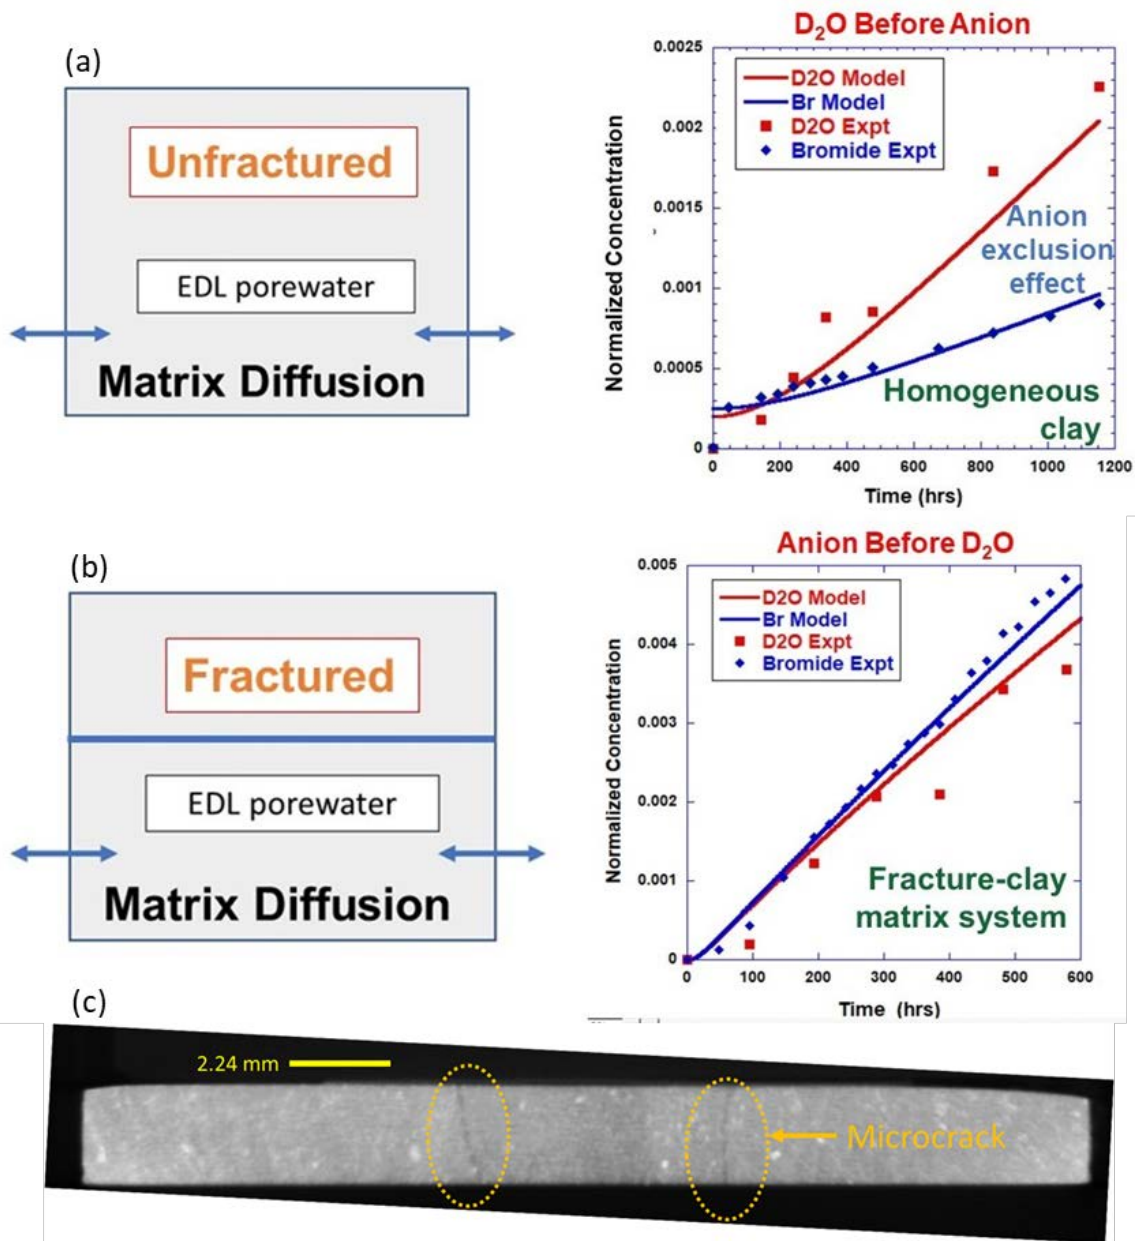 (a)
Unfractured
EDL porewater
Matrix Diffusion
D₂O Before Anion
D2O Model
Br Model
D2O Expt
Bromide Expt
Anion
exclusion
effect
Homogeneous
clay
Normalized Concentration
0.0025
0.002
0.0015
0.001
0.0005
0
0 200 400 600 800 1000 1200
Time (hrs)
(b)
Fractured
EDL porewater
Matrix Diffusion
Anion Before D₂O
D2O Model
Br Model
D2O Expt
Bromide Expt
Fracture-clay
matrix system
Normalized Concentration
0.005
0.004
0.003
0.002
0.001
0
0 100 200 300 400 500 600
Time (hrs)
(c)
2.24 mm
Microcrack